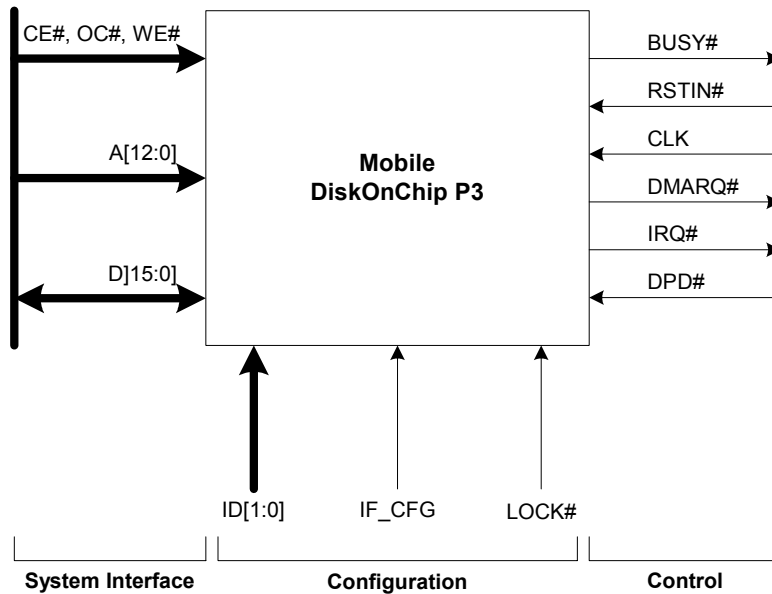 CE#, OC#, WE#
A[12:0]
D]15:0]
Mobile
DiskOnChip P3
BUSY#
RSTIN#
CLK
DMARQ#
IRQ#
DPD#
ID[1:0]
IF_CFG
LOCK#
System Interface
Configuration
Control